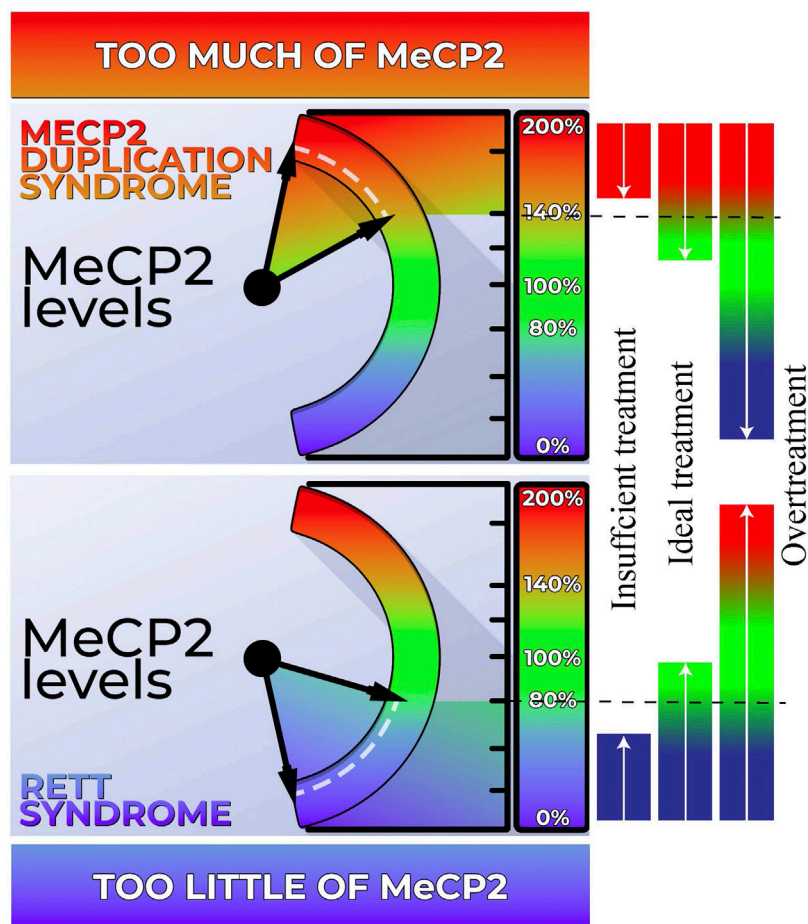 TOO MUCH OF MeCP2
MECP2
DUPLICATION
SYNDROME
MeCP2
levels
200%
140%
100%
80%
0%
MeCP2
levels
RETT
SYNDROME
200%
140%
100%
80%
0%
Insuffcient treatment
Ideal treatment
Overtreatment
TOO LITTLE OF MeCP2